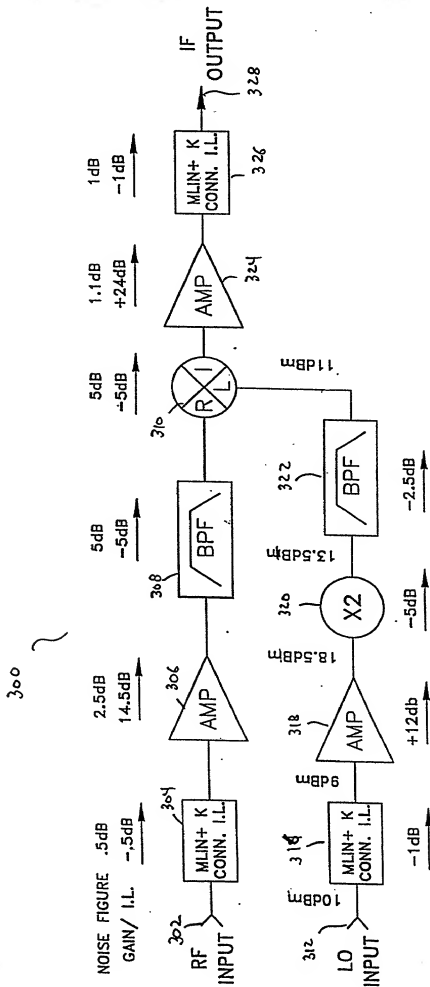 300
NOISE FIGURE .5dB 2.5dB 5dB 5dB 1.1dB 1dB
GAIN/ I.L. -.5dB 14.5dB -5dB -5dB +24dB -1dB
302
RF
INPUT
304
MLIN+ K
CONN. I.L.
306
AMP
308
BPF
310
R I
L
AMP
324
MLIN+ K
CONN. I.L.
326
IF
OUTPUT
328
312
LO
INPUT
10dBm
MLIN+ K
CONN. I.L.
9dBm
318
AMP
18.5dBm
320
X2
13.5dBm
322
BPF
11dBm
-1dB +12db -5dB -2.5dB